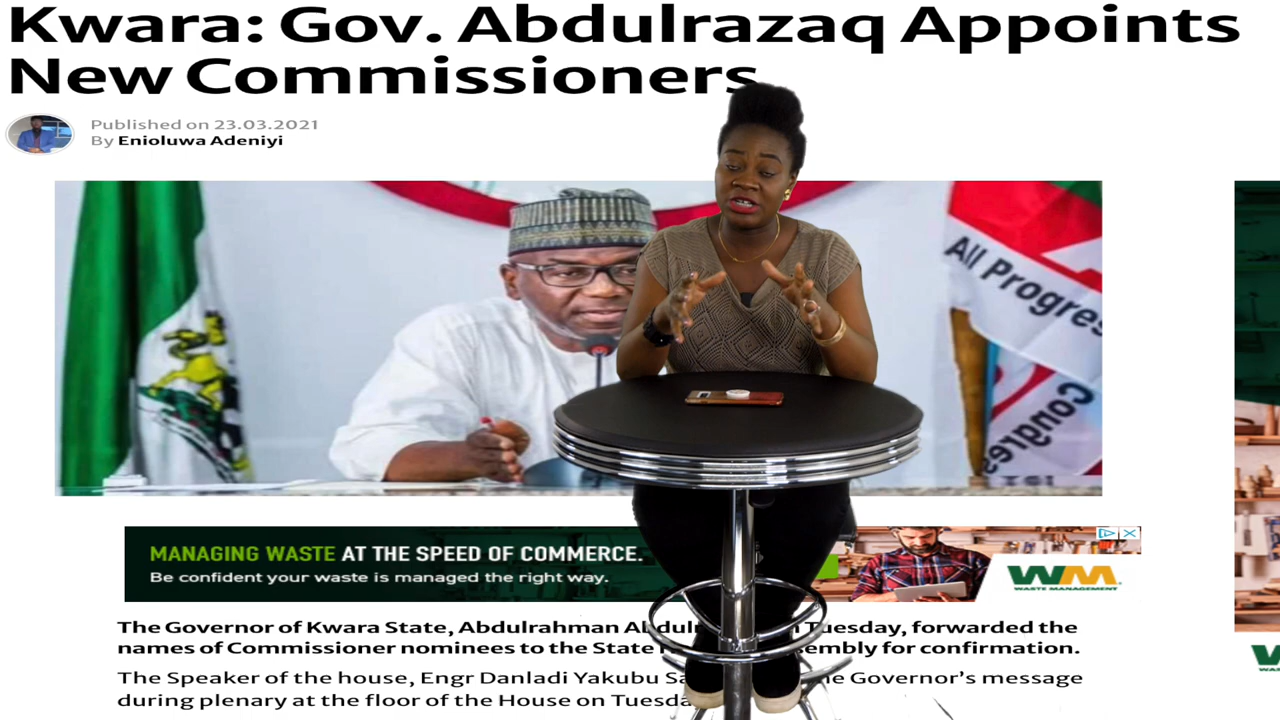 Kwara: Gov. Abdulrazaq Appoints
New Commissioners
Published on 23.03.2021
By Enioluwa Adeniyi
All Progres
Congres
MANAGING WASTE AT THE SPEED OF COMMERCE.
Be confident your waste is managed the right way.
WM
WASTE MANAGEMENT
The Governor of Kwara State, Abdulrahman Tuesday, forwarded the
names of Commissioner nominees to the State for confirmation.
The Speaker of the house, Engr Danladi Yakubu Governor's message
during plenary at the floor of the House on